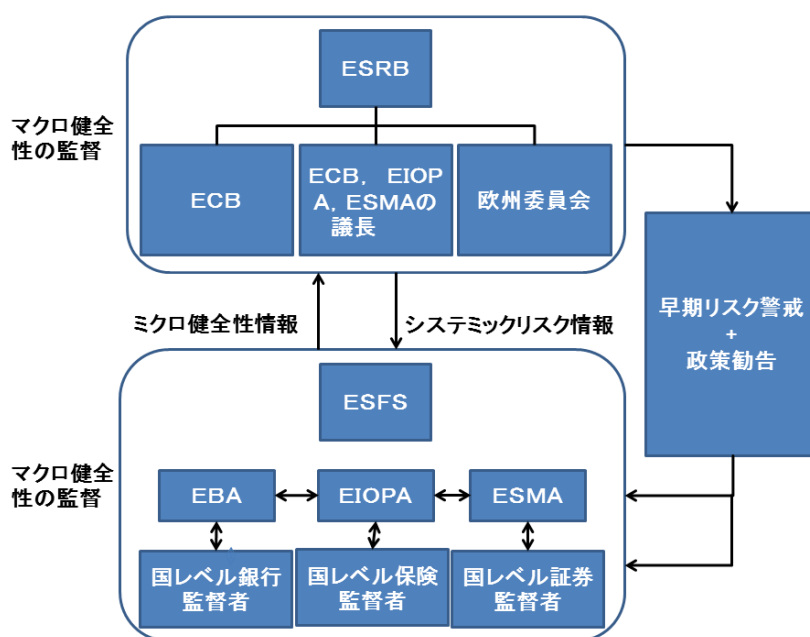 ESRB
マクロ健全
性の監督
ECB
ECB， EIOP
A，ESMAの
議長
欧州委員会
早期リスク警戒
+
政策勧告
ミクロ健全性情報
システミックリスク情報
ESFS
マクロ健全
性の監督
EBA
EIOPA
ESMA
国レベル銀行
監督者
国レベル保険
監督者
国レベル証券
監督者